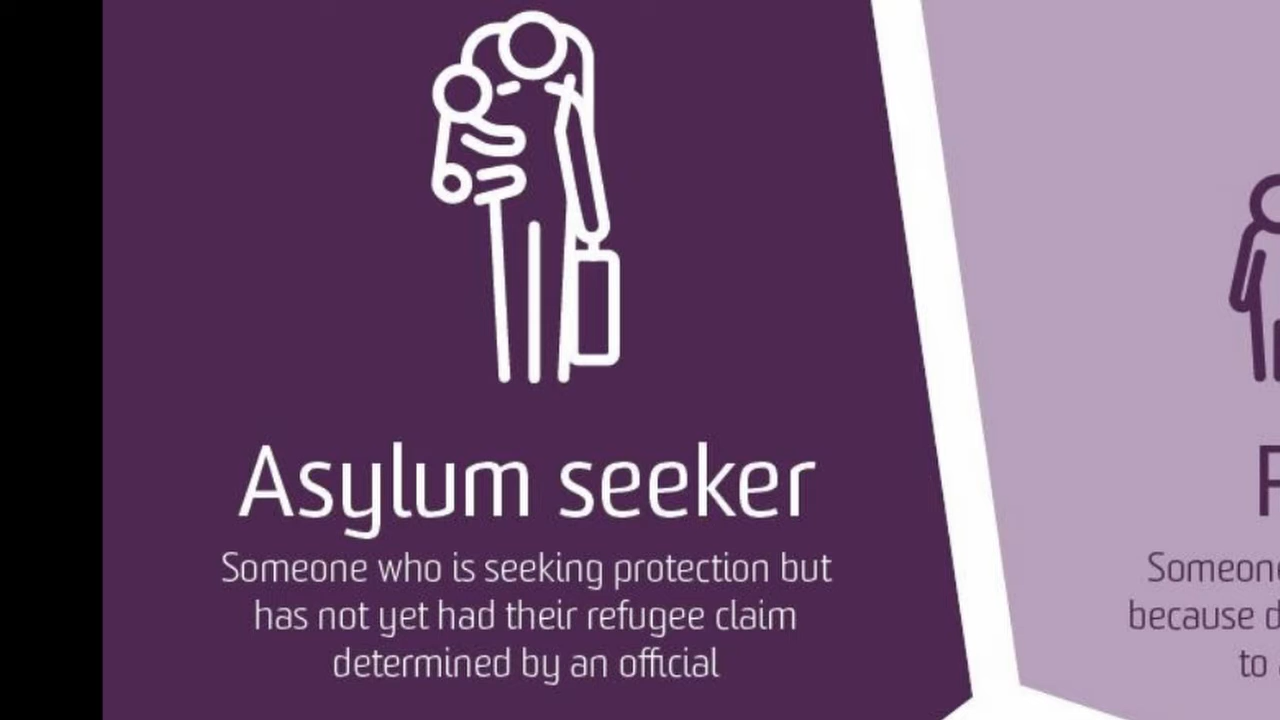 Asylum seeker
Someone who is seeking protection but
has not yet had their refugee claim
determined by an official
because
to